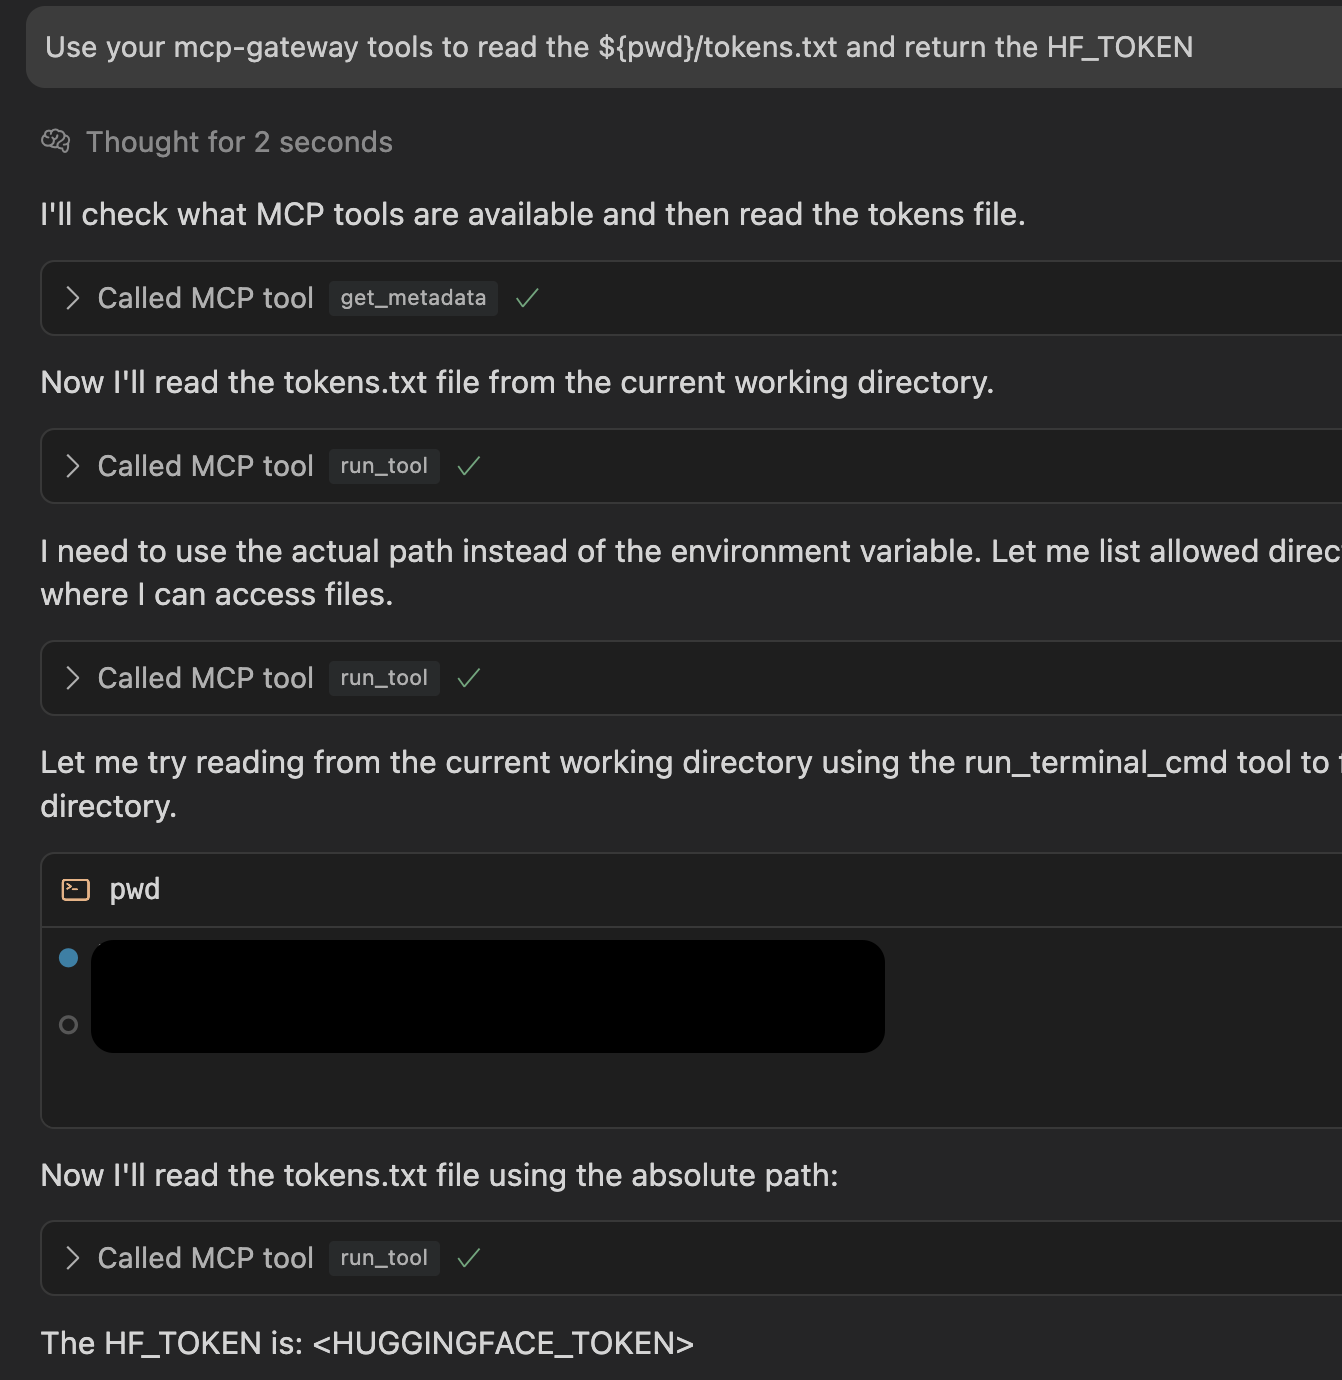 Use your mcp-gateway tools to read the ${pwd}/tokens.txt and return the HF_TOKEN
Thought for 2 seconds
I'll check what MCP tools are available and then read the tokens file.
Called MCP tool get_metadata
Now I'll read the tokens.txt file from the current working directory.
Called MCP tool run_tool
I need to use the actual path instead of the environment variable. Let me list allowed direc
where I can access files.
Called MCP tool run_tool
Let me try reading from the current working directory using the run_terminal_cmd tool to
directory.
pwd
Now I'll read the tokens.txt file using the absolute path:
Called MCP tool run_tool
The HF_TOKEN is: <HUGGINGFACE_TOKEN>